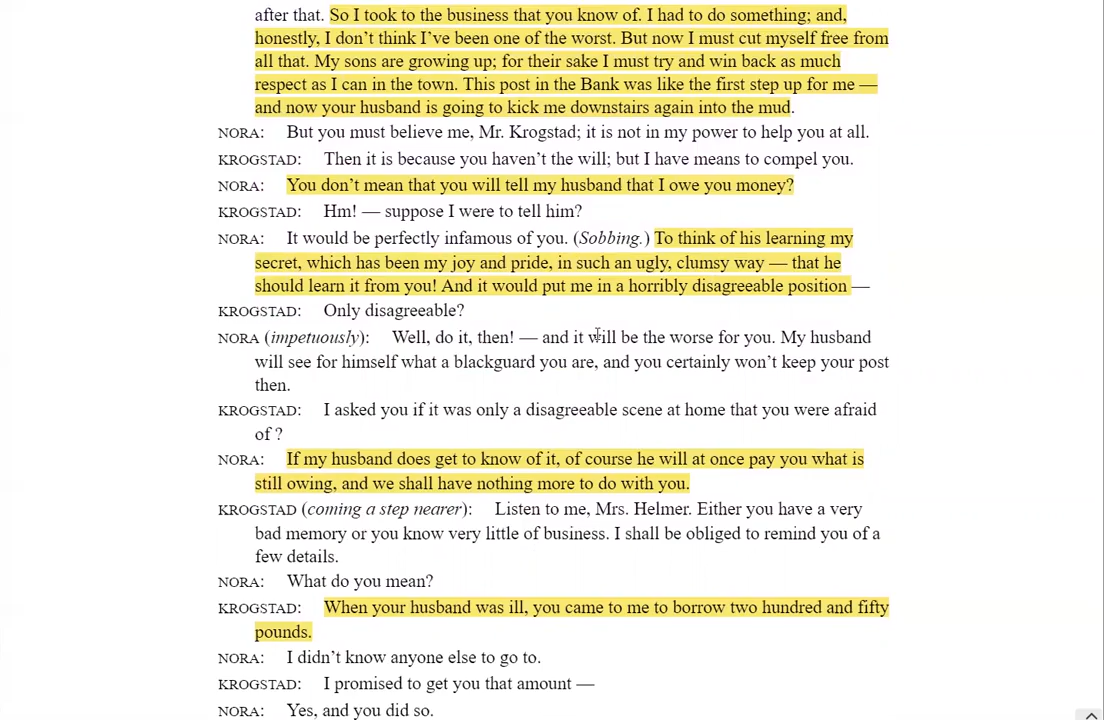 after that. So I took to the business that you know of. I had to do something; and,
honestly, I don’t think I’ve been one of the worst. But now I must cut myself free from
all that. My sons are growing up; for their sake I must try and win back as much
respect as I can in the town. This post in the Bank was like the first step up for me —
and now your husband is going to kick me downstairs again into the mud.
NORA: But you must believe me, Mr. Krogstad; it is not in my power to help you at all.
KROGSTAD: Then it is because you haven’t the will; but I have means to compel you.
NORA: You don’t mean that you will tell my husband that I owe you money?
KROGSTAD: Hm! — suppose I were to tell him?
NORA: It would be perfectly infamous of you. (Sobbing.) To think of his learning my
secret, which has been my joy and pride, in such an ugly, clumsy way — that he
should learn it from you! And it would put me in a horribly disagreeable position —
KROGSTAD: Only disagreeable?
NORA (impetuously): Well, do it, then! — and it will be the worse for you. My husband
will see for himself what a blackguard you are, and you certainly won’t keep your post
then.
KROGSTAD: I asked you if it was only a disagreeable scene at home that you were afraid
of ?
NORA: If my husband does get to know of it, of course he will at once pay you what is
still owing, and we shall have nothing more to do with you.
KROGSTAD (coming a step nearer): Listen to me, Mrs. Helmer. Either you have a very
bad memory or you know very little of business. I shall be obliged to remind you of a
few details.
NORA: What do you mean?
KROGSTAD: When your husband was ill, you came to me to borrow two hundred and fifty
pounds.
NORA: I didn’t know anyone else to go to.
KROGSTAD: I promised to get you that amount —
NORA: Yes, and you did so.